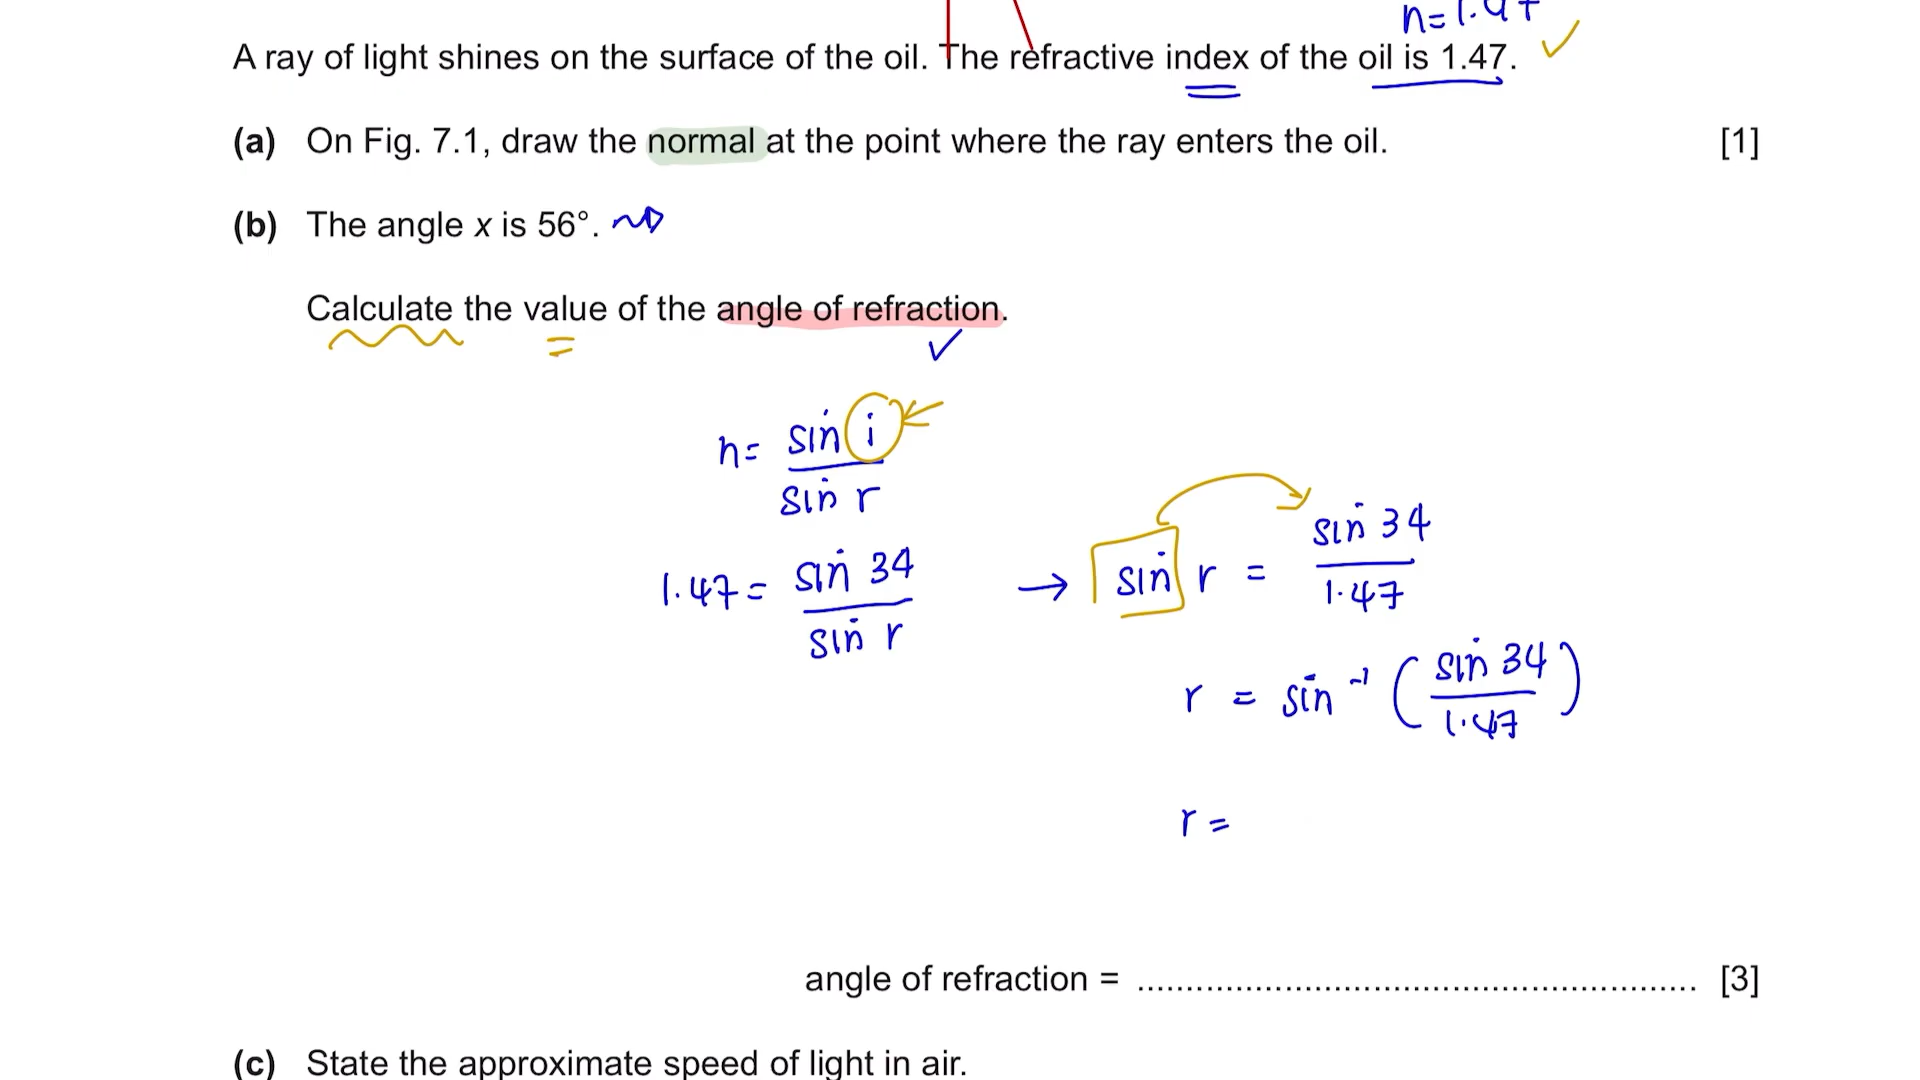 n=1.47
A ray of light shines on the surface of the oil. The refractive index of the oil is 1.47.
(a) On Fig. 7.1, draw the normal at the point where the ray enters the oil. [1]
(b) The angle x is 56°.
Calculate the value of the angle of refraction.
n= sin i
sin r
1.47 = sin 34
sin r
→ sin r = sin 34
1.47
r = sin -1 ( sin 34 )
1.47
r =
angle of refraction = .......................................................... [3]
(c) State the approximate speed of light in air.